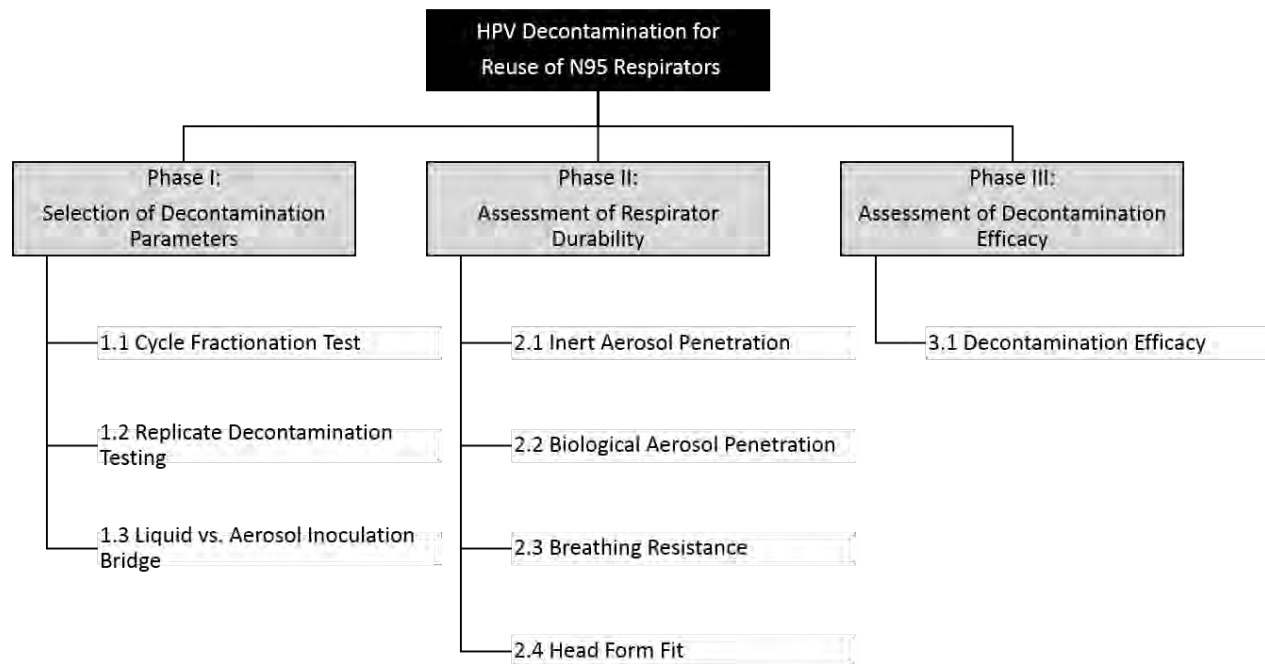 HPV Decontamination for
Reuse of N95 Respirators
Phase I:
Selection of Decontamination
Parameters
Phase II:
Assessment of Respirator
Durability
Phase III:
Assessment of Decontamination
Efficacy
1.1 Cycle Fractionation Test
1.2 Replicate Decontamination
Testing
1.3 Liquid vs. Aerosol Inoculation
Bridge
2.1 Inert Aerosol Penetration
2.2 Biological Aerosol Penetration
2.3 Breathing Resistance
2.4 Head Form Fit
3.1 Decontamination Efficacy